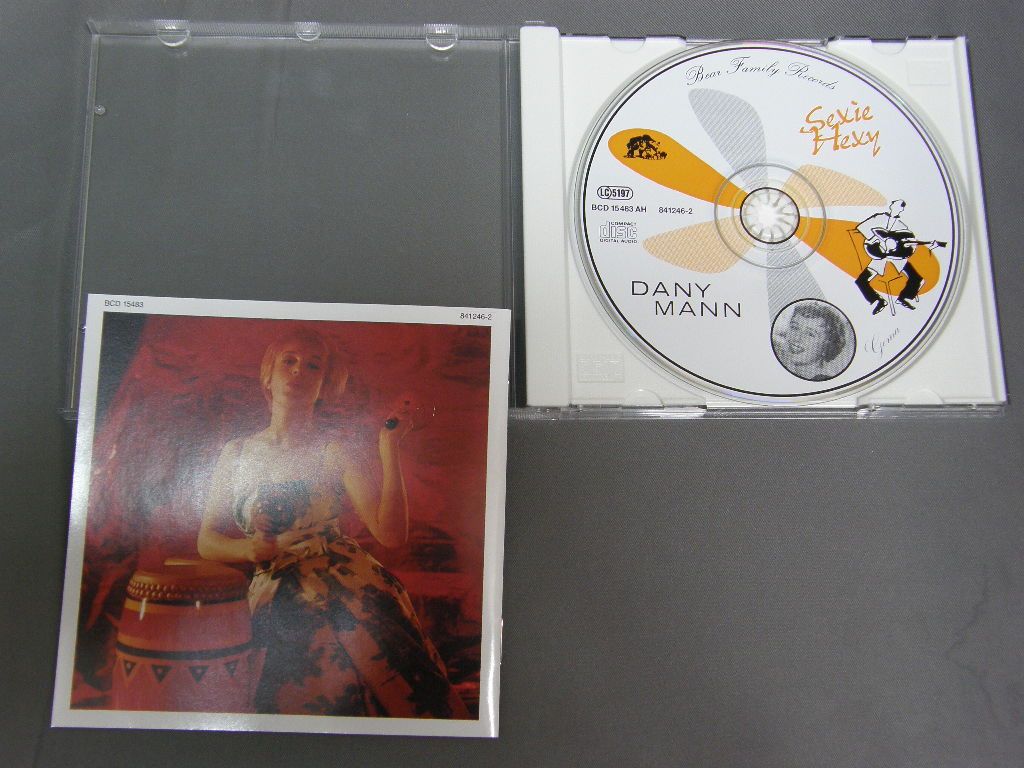 Bear Family Records
Sexie
Hexy
LC 5197
BCD 15483 AH 841246-2
COMPACT
disc
DIGITAL AUDIO
DANY
MANN
Gema
BCD 15483
841246-2